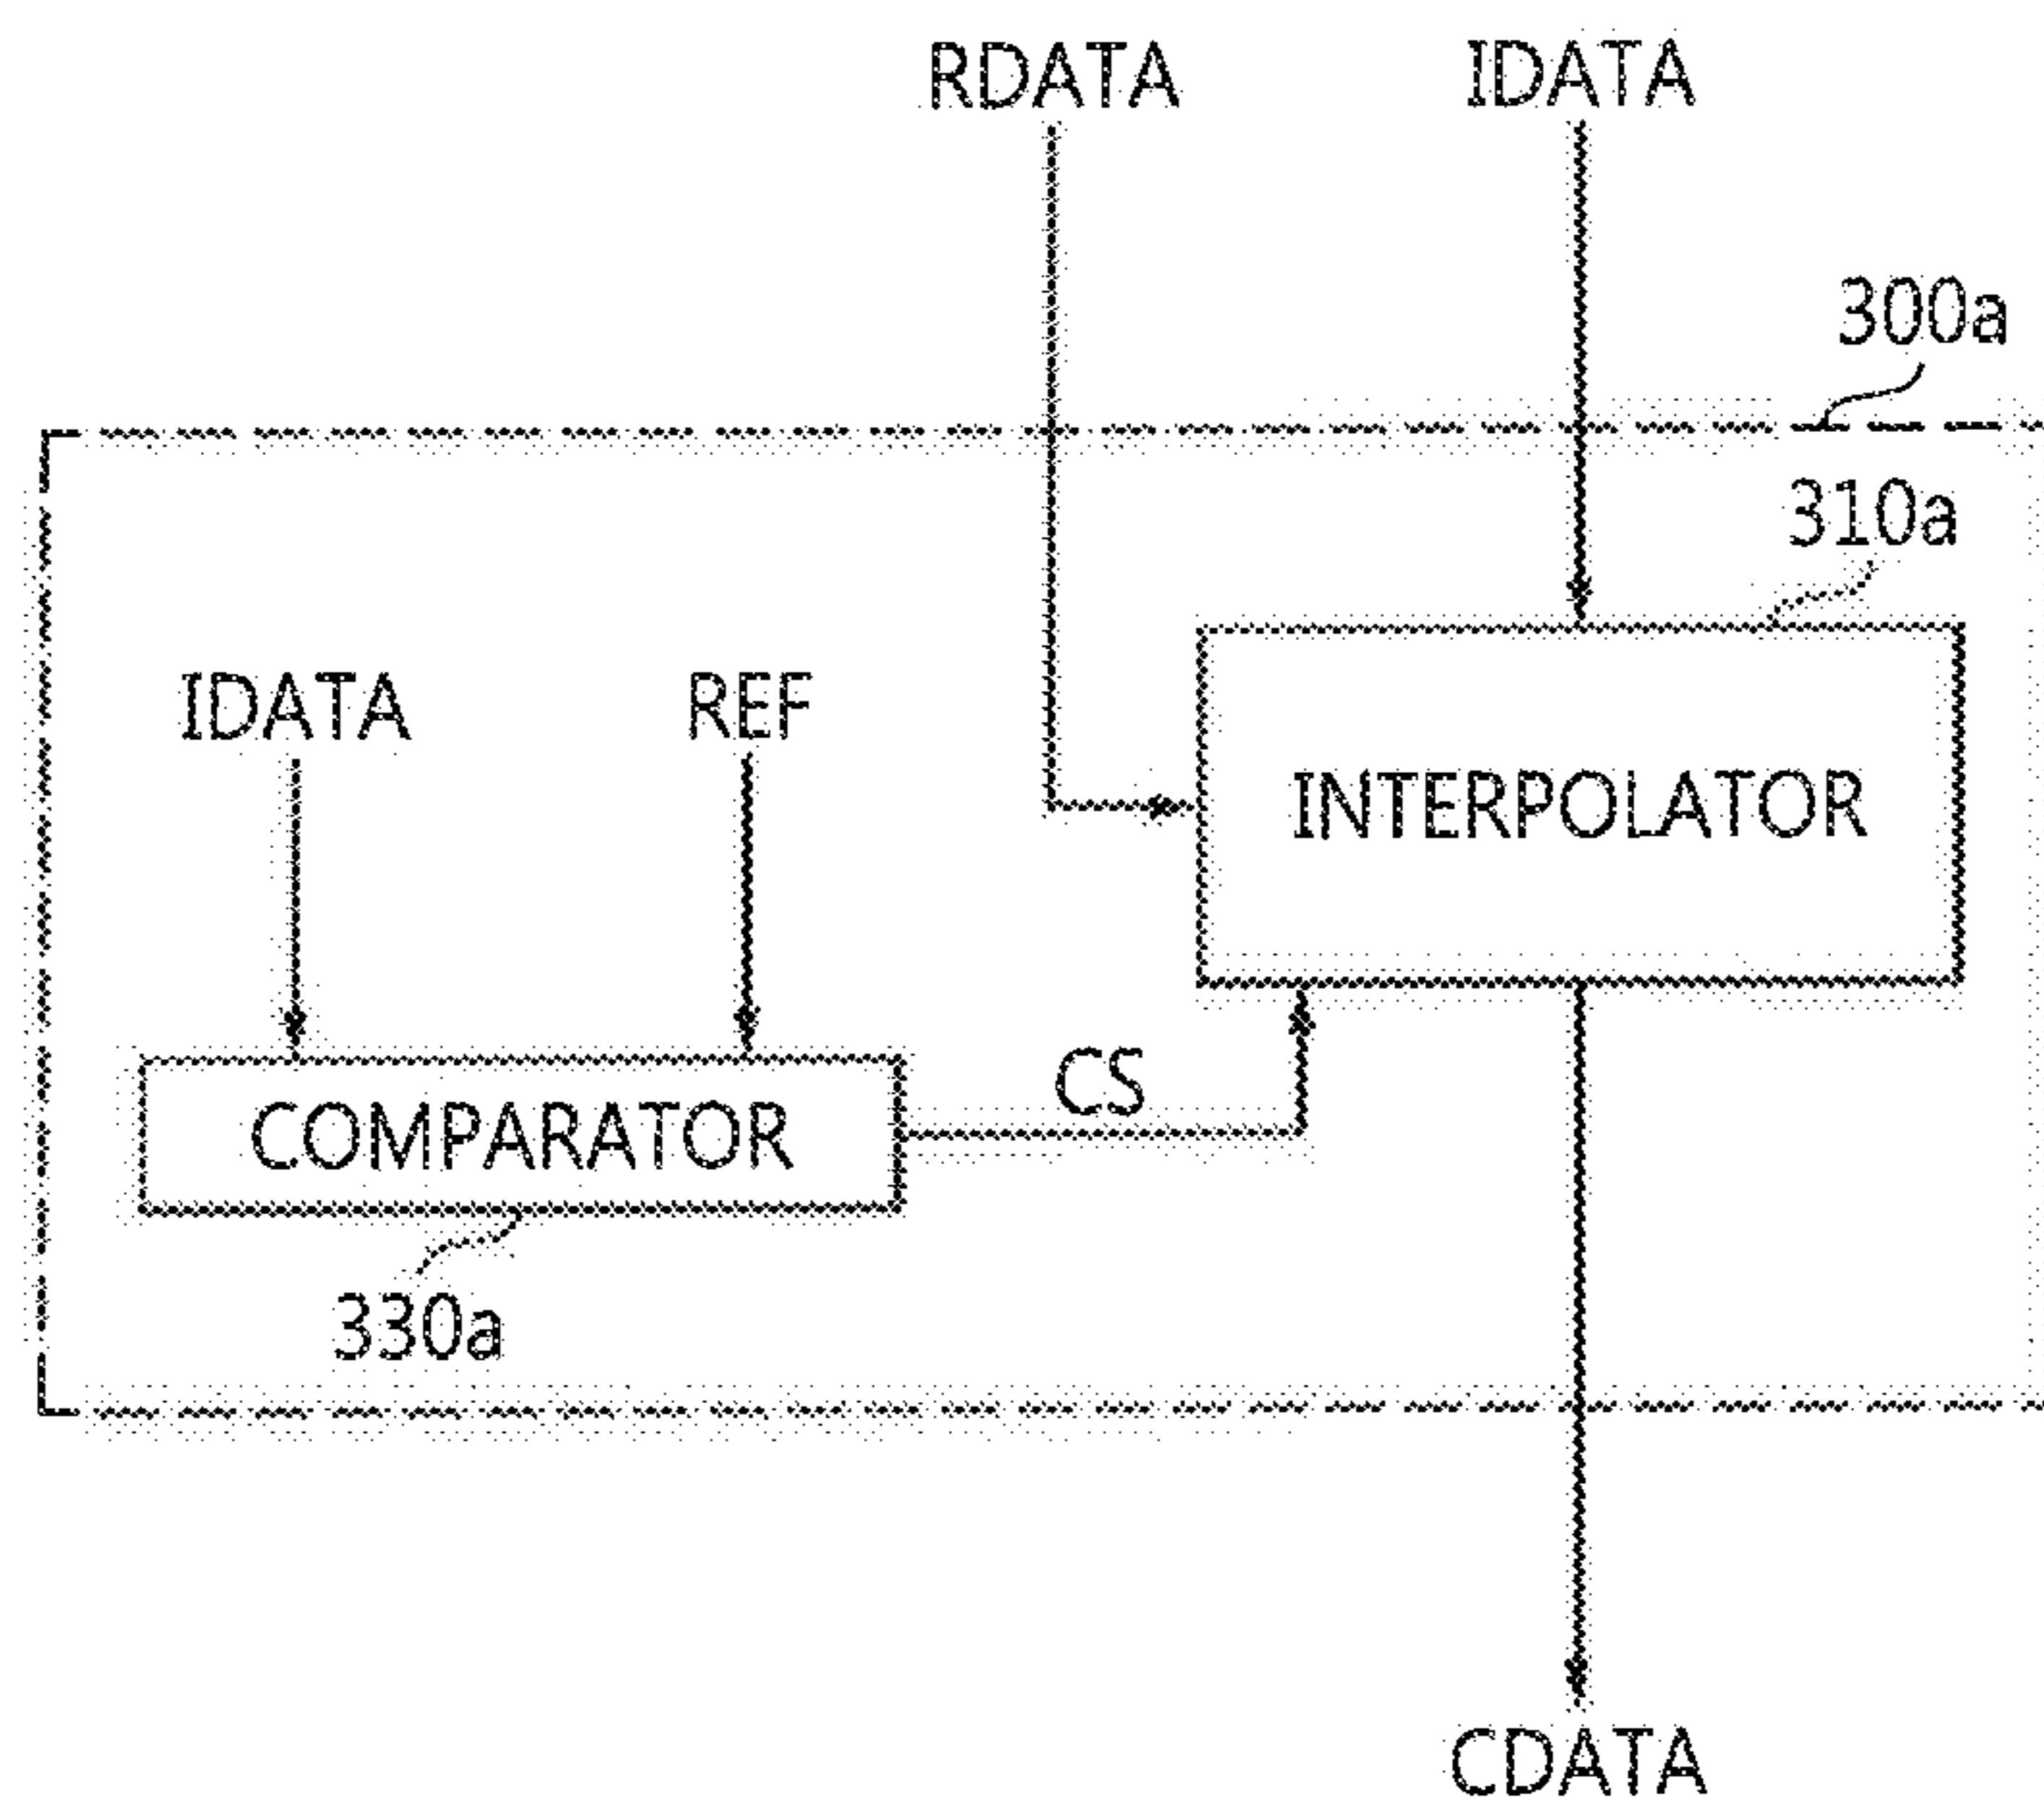 RDATA IDATA
300a
310a
IDATA REF
INTERPOLATOR
CS
COMPARATOR
330a
CDATA